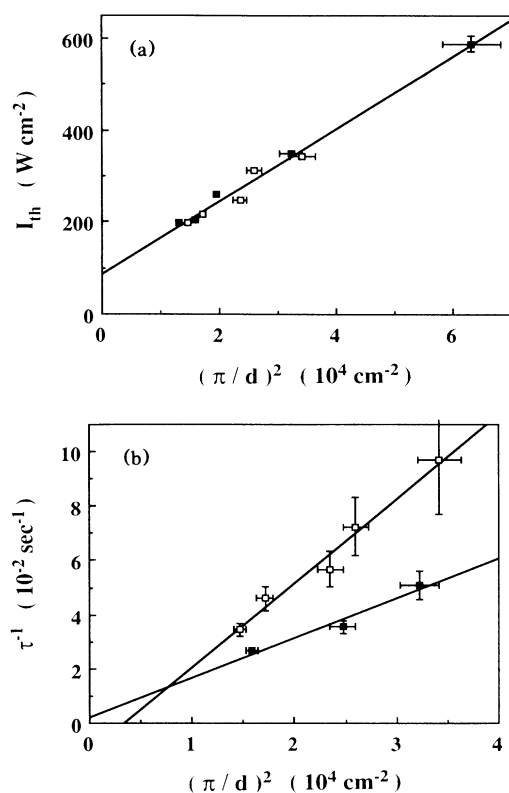 (a)
600
400
200
0
I_th ( W cm^-2 )
0 2 4 6
( π / d )^2 ( 10^4 cm^-2 )
(b)
10
8
6
4
2
0
τ^-1 ( 10^-2 sec^-1 )
0 1 2 3 4
( π / d )^2 ( 10^4 cm^-2 )